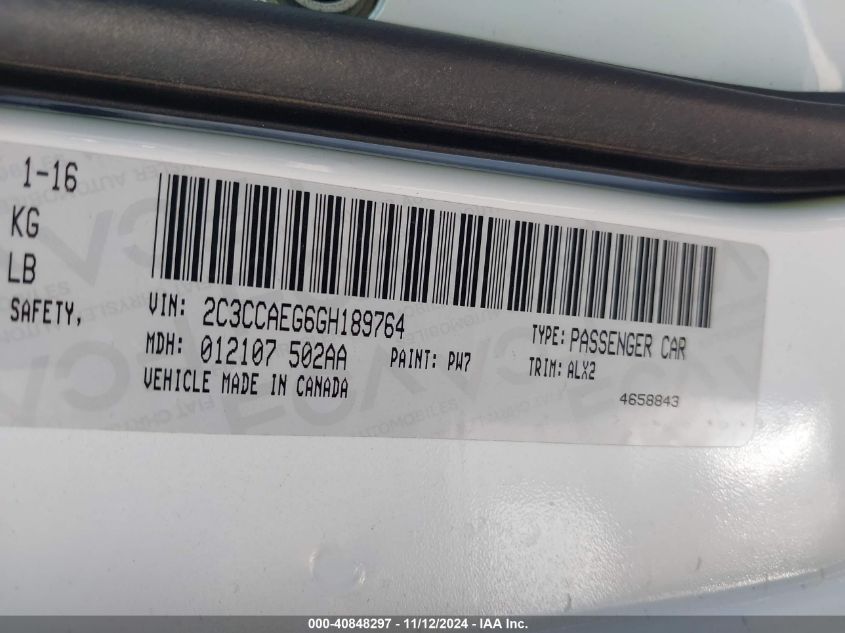 1-16
KG
LB
SAFETY,
VIN: 2C3CCAEG6GH189764
TYPE: PASSENGER CAR
MDH: 012107 502AA
PAINT: PW7
TRIM: ALX2
VEHICLE MADE IN CANADA
4658843
000-40848297 - 11/12/2024 - IAA Inc.